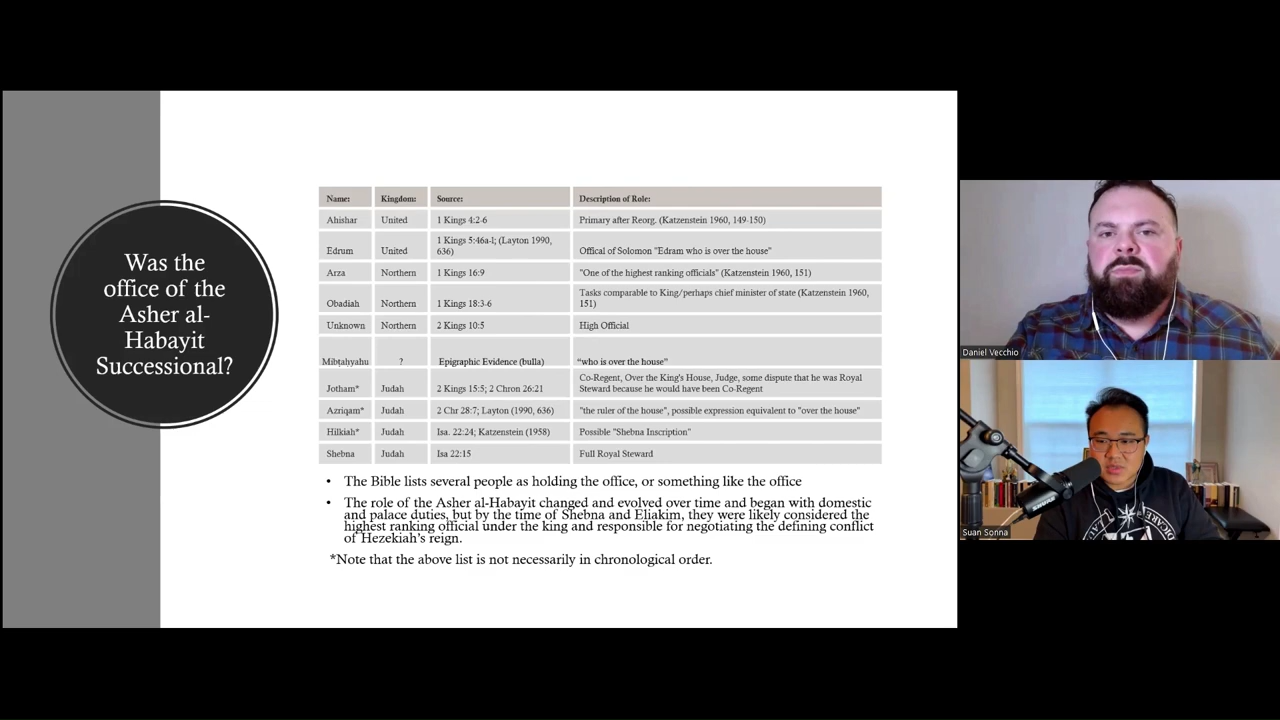 Was the
office of the
Asher al-
Habayit
Successional?
Name: Kingdom: Source: Description of Role:
Ahishar United 1 Kings 4:2-6 Primary after Reorg. (Katzenstein 1960, 149-150)
Edrum United 1 Kings 5:46a-l; (Layton 1990, 636) Offical of Solomon "Edram who is over the house"
Arza Northern 1 Kings 16:9 "One of the highest ranking officials" (Katzenstein 1960, 151)
Obadiah Northern 1 Kings 18:3-6 Tasks comparable to King/perhaps chief minister of state (Katzenstein 1960, 151)
Unknown Northern 2 Kings 10:5 High Official
Mibṭahyahu ? Epigraphic Evidence (bulla) “who is over the house”
Jotham* Judah 2 Kings 15:5; 2 Chron 26:21 Co-Regent, Over the King's House, Judge, some dispute that he was Royal Steward because he would have been Co-Regent
Azriqam* Judah 2 Chr 28:7; Layton (1990, 636) "the ruler of the house", possible expression equivalent to "over the house"
Hilkiah* Judah Isa. 22:24; Katzenstein (1958) Possible "Shebna Inscription"
Shebna Judah Isa 22:15 Full Royal Steward
• The Bible lists several people as holding the office, or something like the office
• The role of the Asher al-Habayit changed and evolved over time and began with domestic
and palace duties, but by the time of Shebna and Eliakim, they were likely considered the
highest ranking official under the king and responsible for negotiating the defining conflict
of Hezekiah’s reign.
*Note that the above list is not necessarily in chronological order.
Daniel Vecchio
SHURE
Suan Sonna